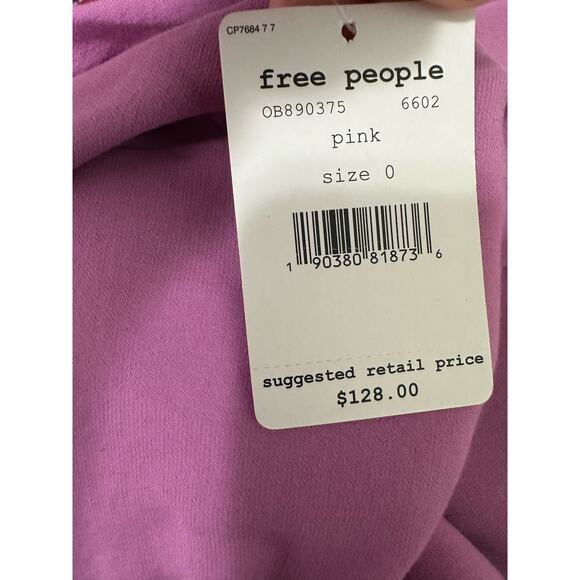 CP7684 7 7
free people
OB890375 6602
pink
size 0
1 90380 81873 6
suggested retail price
$128.00